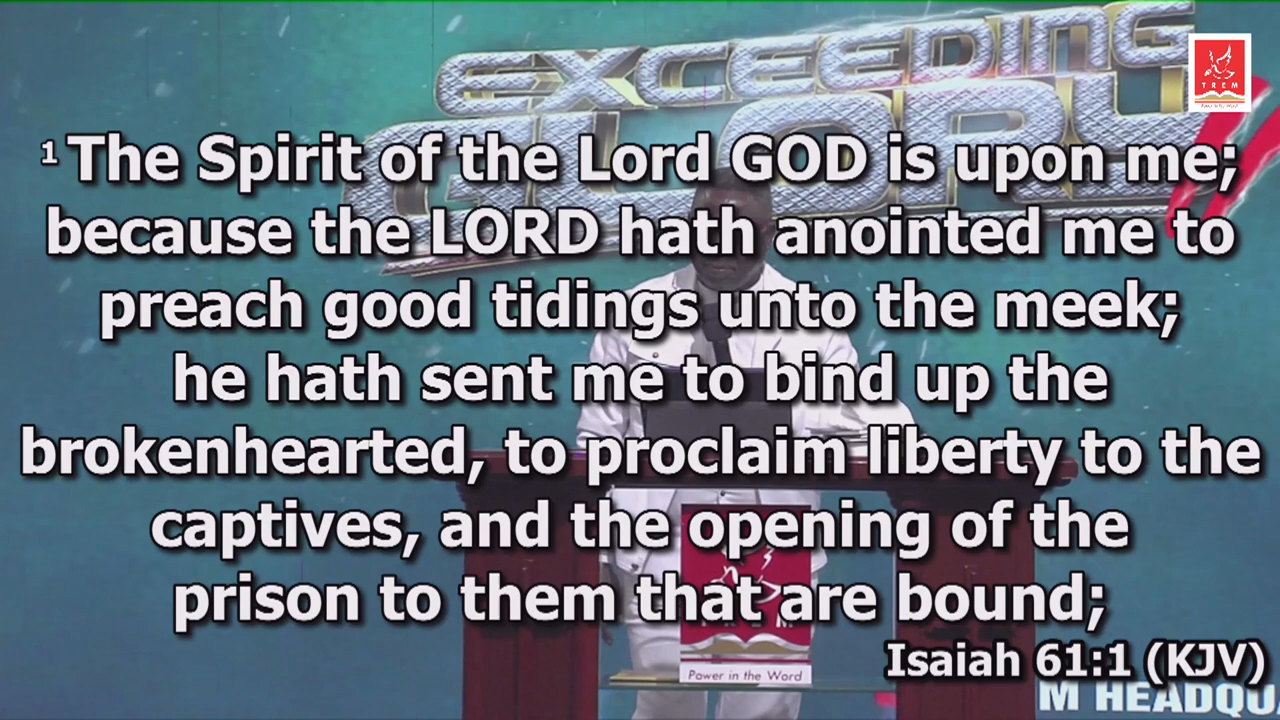 EXCEEDING
GLORY
TREM
¹ The Spirit of the Lord GOD is upon me;
because the LORD hath anointed me to
preach good tidings unto the meek;
he hath sent me to bind up the
brokenhearted, to proclaim liberty to the
captives, and the opening of the
prison to them that are bound;
Isaiah 61:1 (KJV)
Power in the Word
M HEADQU